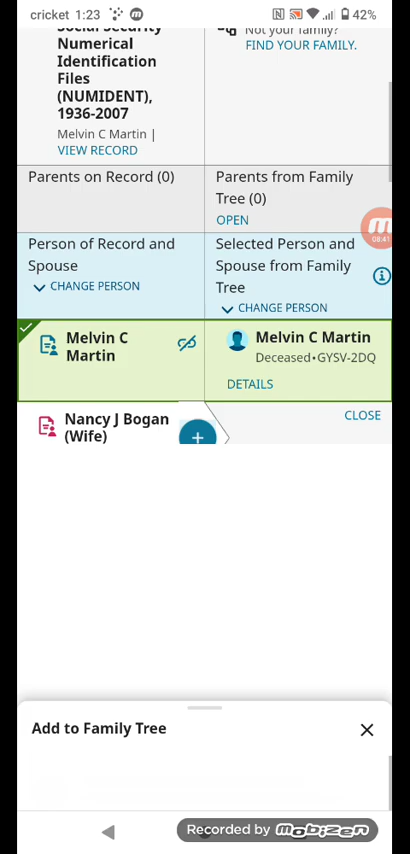 cricket 1:23
42%
Social Security
Numerical
Identification
Files
(NUMIDENT),
1936-2007
Melvin C Martin |
VIEW RECORD
Not your family?
FIND YOUR FAMILY.
Parents on Record (0)
Parents from Family
Tree (0)
OPEN
08:41
Person of Record and
Spouse
CHANGE PERSON
Selected Person and
Spouse from Family
Tree
CHANGE PERSON
Melvin C
Martin
Melvin C Martin
Deceased•GYSV-2DQ
DETAILS
Nancy J Bogan
(Wife)
CLOSE
Add to Family Tree
Recorded by mobizen